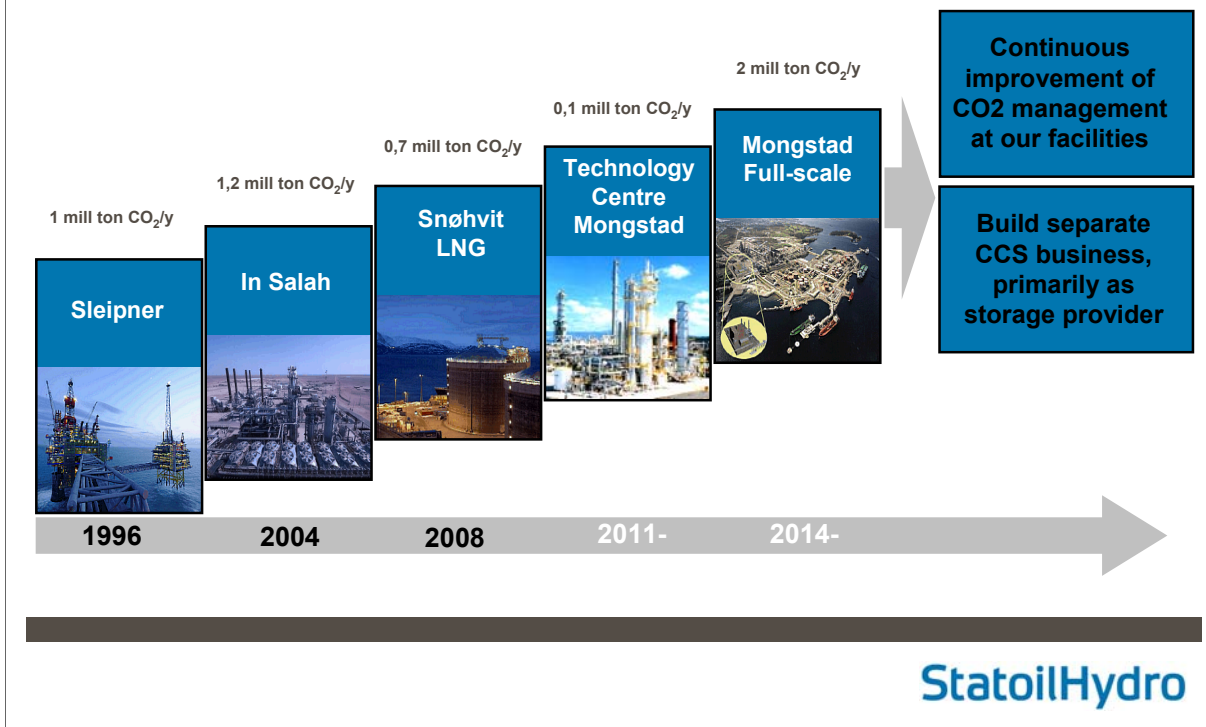 1 mill ton CO₂/y
Sleipner
1996
1,2 mill ton CO₂/y
In Salah
2004
0,7 mill ton CO₂/y
Snøhvit
LNG
2008
0,1 mill ton CO₂/y
Technology
Centre
Mongstad
2011-
2 mill ton CO₂/y
Mongstad
Full-scale
2014-
Continuous
improvement of
CO2 management
at our facilities
Build separate
CCS business,
primarily as
storage provider
StatoilHydro